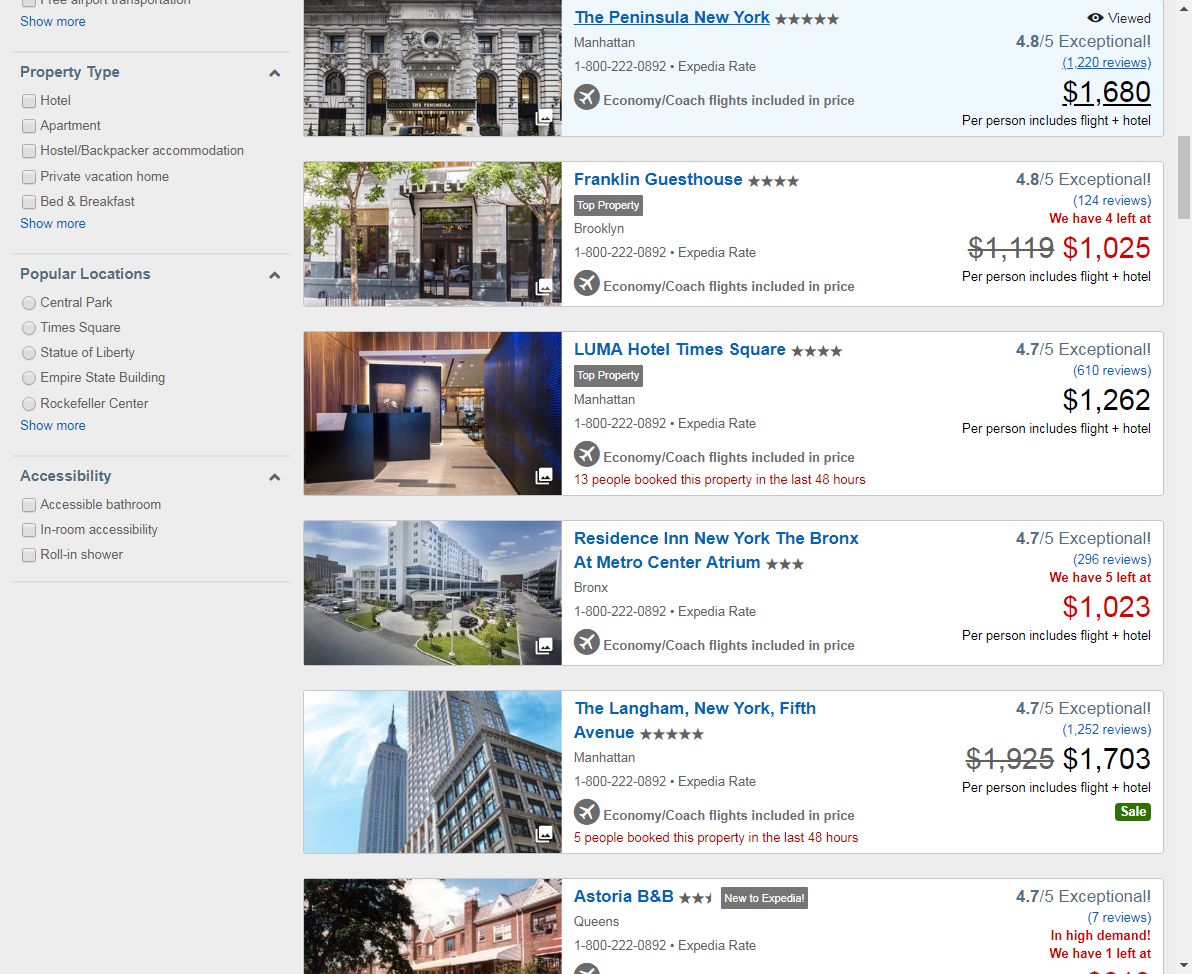 Free airport transportation
Show more
Property Type
Hotel
Apartment
Hostel/Backpacker accommodation
Private vacation home
Bed & Breakfast
Show more
Popular Locations
Central Park
Times Square
Statue of Liberty
Empire State Building
Rockefeller Center
Show more
Accessibility
Accessible bathroom
In-room accessibility
Roll-in shower
THE PENINSULA
The Peninsula New York
Manhattan
1-800-222-0892 • Expedia Rate
Economy/Coach flights included in price
Viewed
4.8/5 Exceptional!
(1,220 reviews)
$1,680
Per person includes flight + hotel
HOTEL
Franklin Guesthouse
Top Property
Brooklyn
1-800-222-0892 • Expedia Rate
Economy/Coach flights included in price
4.8/5 Exceptional!
(124 reviews)
We have 4 left at
$1,119 $1,025
Per person includes flight + hotel
LUMA Hotel Times Square
Top Property
Manhattan
1-800-222-0892 • Expedia Rate
Economy/Coach flights included in price
13 people booked this property in the last 48 hours
4.7/5 Exceptional!
(610 reviews)
$1,262
Per person includes flight + hotel
Residence Inn New York The Bronx
At Metro Center Atrium
Bronx
1-800-222-0892 • Expedia Rate
Economy/Coach flights included in price
4.7/5 Exceptional!
(296 reviews)
We have 5 left at
$1,023
Per person includes flight + hotel
The Langham, New York, Fifth
Avenue
Manhattan
1-800-222-0892 • Expedia Rate
Economy/Coach flights included in price
5 people booked this property in the last 48 hours
4.7/5 Exceptional!
(1,252 reviews)
$1,925 $1,703
Per person includes flight + hotel
Sale
Astoria B&B
New to Expedia!
Queens
1-800-222-0892 • Expedia Rate
4.7/5 Exceptional!
(7 reviews)
In high demand!
We have 1 left at